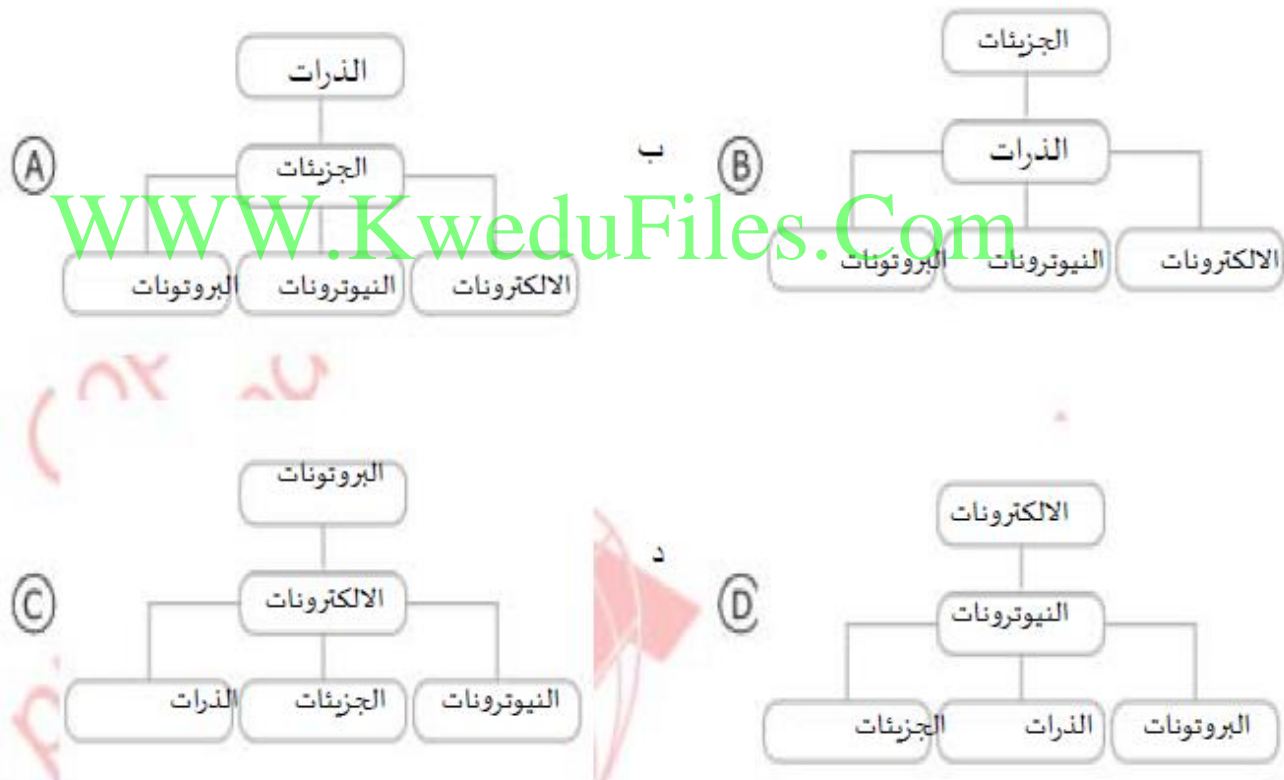 الذرات
A
الجزيئات
البروتونات النيوترونات الالكترونات
ب
الجزيئات
B
الذرات
البروتونات النيوترونات الالكترونات
WWW.KweduFiles.Com
البروتونات
C
الالكترونات
الذرات الجزيئات النيوترونات
د
الالكترونات
D
النيوترونات
الجزيئات الذرات البروتونات